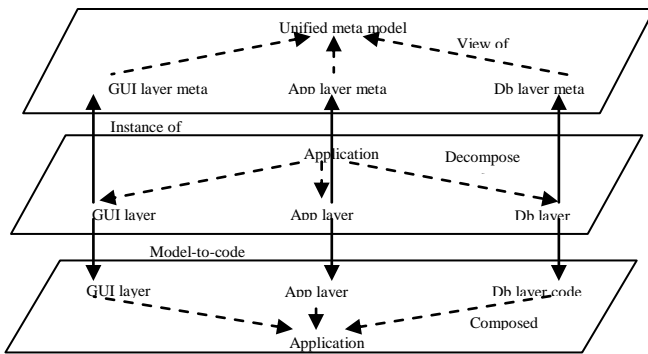 Unified meta model
View of
GUI layer meta
App layer meta
Db layer meta
Instance of
Application
Decompose
GUI layer
App layer
Db layer
Model-to-code
GUI layer
App layer
Db layer code
Composed
Application